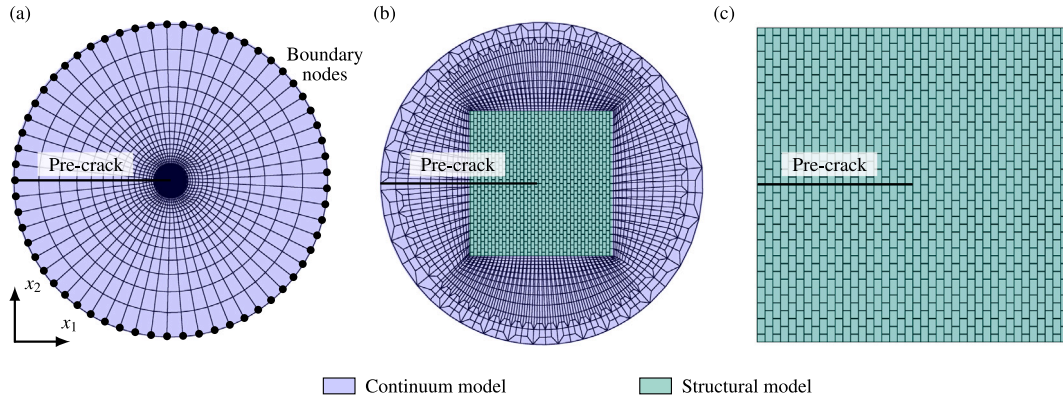 (a)
Boundary
nodes
Pre-crack
x₂
x₁
(b)
Pre-crack
(c)
Pre-crack
Continuum model
Structural model